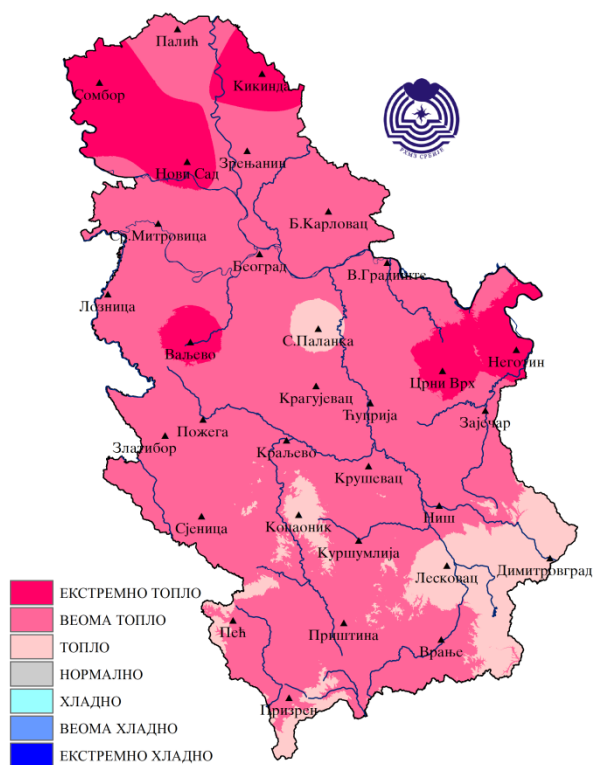 Палић
Сомбор
Кикинда
Зрењанин
Нови Сад
Б.Карловац
Ср.Митровица
Београд
В.Градиште
Лозница
Ваљево
С.Паланка
Неготин
Црни Врх
Крагујевац
Ћуприја
Зајечар
Пожега
Златибор
Краљево
Крушевац
Ниш
Сјеница
Копаоник
Куршумлија
Димитровград
Лесковац
Пећ
Приштина
Врање
Призрен
РХМЗ СРБИЈЕ
ЕКСТРЕМНО ТОПЛО
ВЕОМА ТОПЛО
ТОПЛО
НОРМАЛНО
ХЛАДНО
ВЕОМА ХЛАДНО
ЕКСТРЕМНО ХЛАДНО